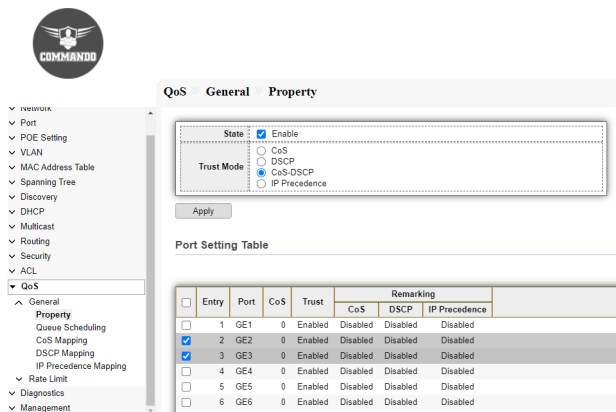 COMMANDO
QoS General Property
Network
Port
POE Setting
VLAN
MAC Address Table
Spanning Tree
Discovery
DHCP
Multicast
Routing
Security
ACL
QoS
General
Property
Queue Scheduling
CoS Mapping
DSCP Mapping
IP Precedence Mapping
Rate Limit
Diagnostics
Management
State Enable
Trust Mode
CoS
DSCP
CoS-DSCP
IP Precedence
Apply
Port Setting Table
Entry Port CoS Trust Remarking
CoS DSCP IP Precedence
1 GE1 0 Enabled Disabled Disabled Disabled
2 GE2 0 Enabled Disabled Disabled Disabled
3 GE3 0 Enabled Disabled Disabled Disabled
4 GE4 0 Enabled Disabled Disabled Disabled
5 GE5 0 Enabled Disabled Disabled Disabled
6 GE6 0 Enabled Disabled Disabled Disabled